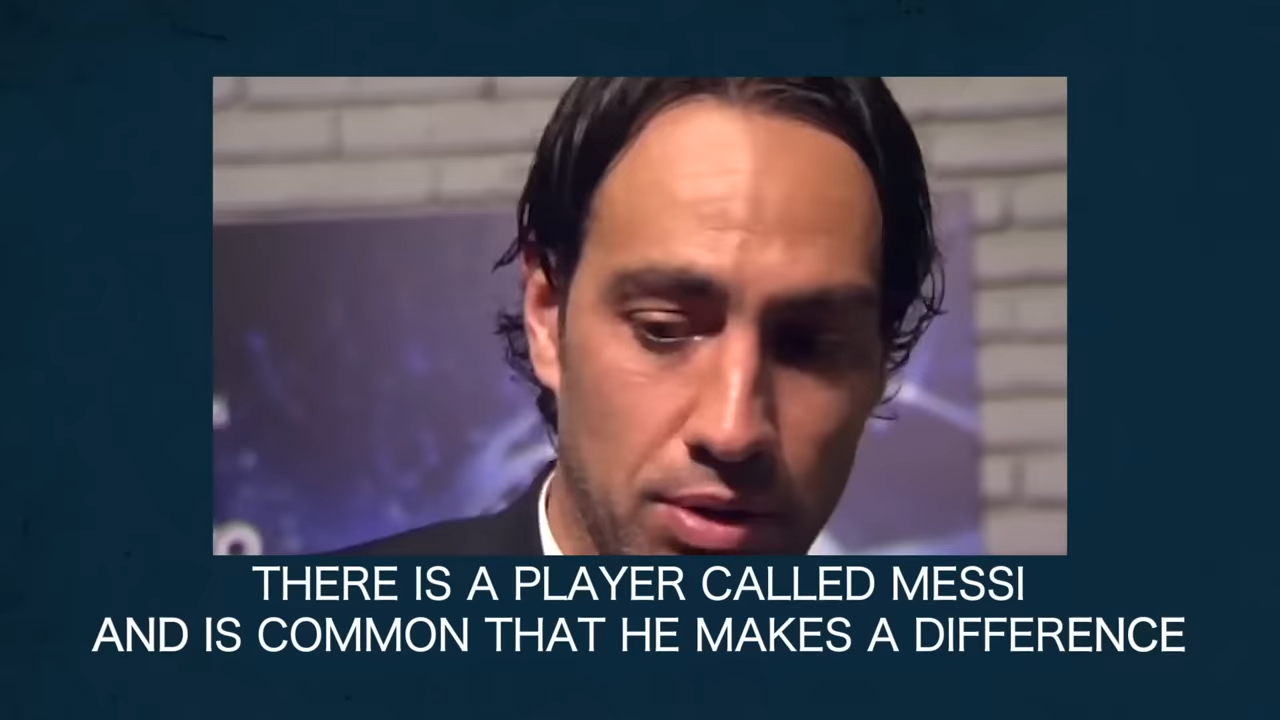 THERE IS A PLAYER CALLED MESSI
AND IS COMMON THAT HE MAKES A DIFFERENCE